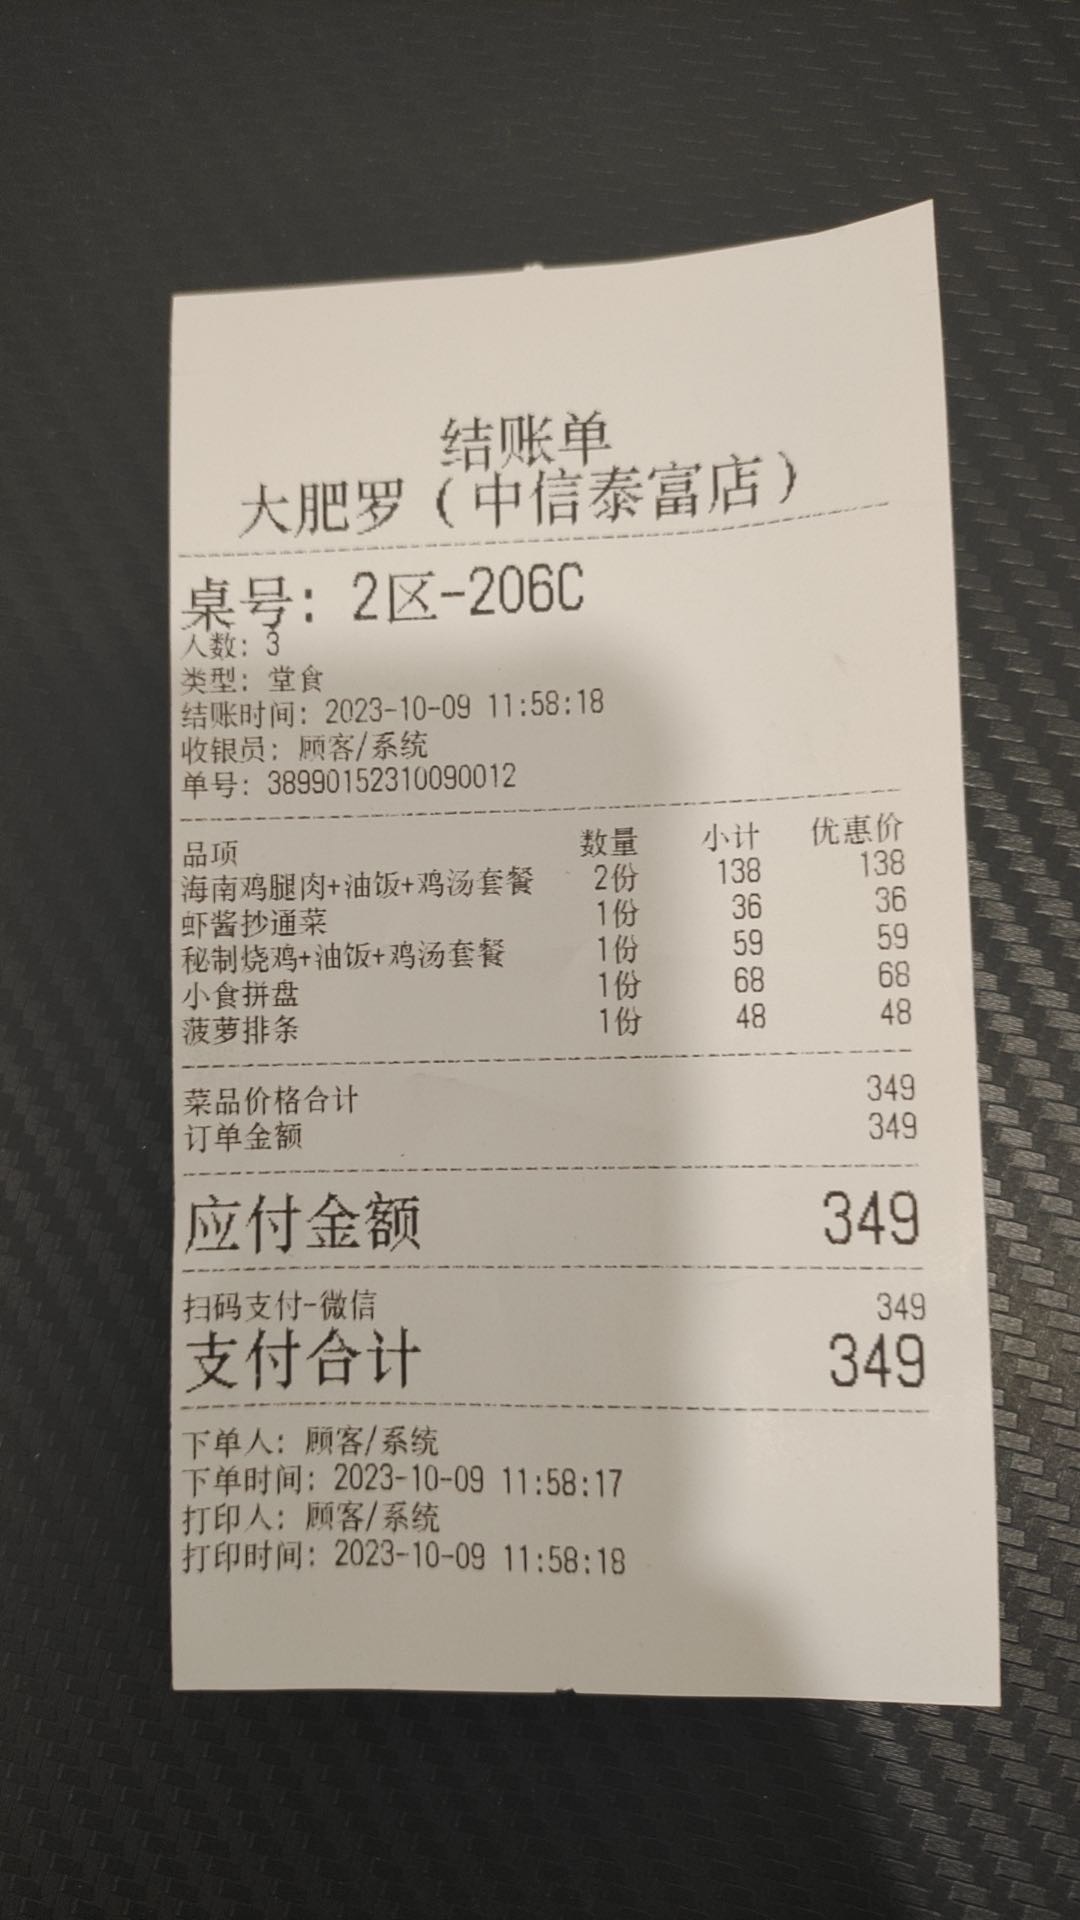 结账单
大肥罗（中信泰富店）
桌号：2区-206C
人数：3
类型：堂食
结账时间：2023-10-09 11:58:18
收银员：顾客/系统
单号：38990152310090012
品项 数量 小计 优惠价
海南鸡腿肉+油饭+鸡汤套餐 2份 138 138
虾酱抄通菜 1份 36 36
秘制烧鸡+油饭+鸡汤套餐 1份 59 59
小食拼盘 1份 68 68
菠萝排条 1份 48 48
菜品价格合计 349
订单金额 349
应付金额 349
扫码支付-微信 349
支付合计 349
下单人：顾客/系统
下单时间：2023-10-09 11:58:17
打印人：顾客/系统
打印时间：2023-10-09 11:58:18